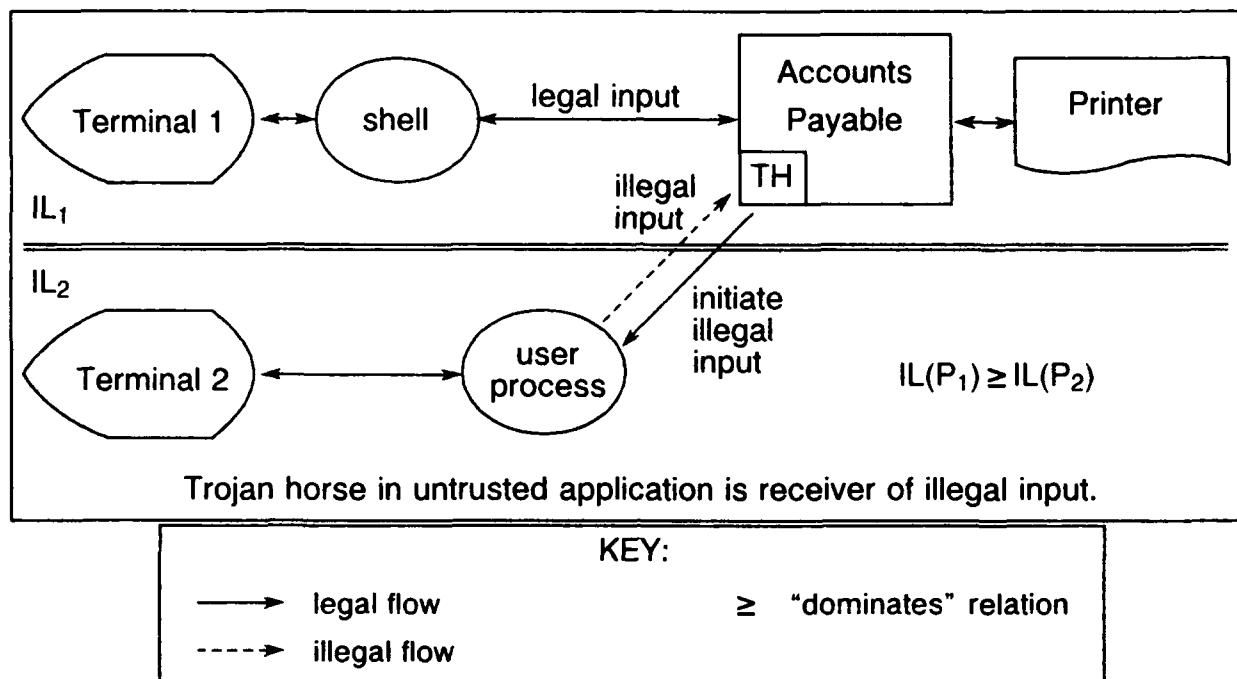 Terminal 1
shell
legal input
Accounts
Payable
TH
Printer
illegal
input
IL₁
IL₂
initiate
illegal
input
Terminal 2
user
process
IL(P₁) ≥ IL(P₂)
Trojan horse in untrusted application is receiver of illegal input.
KEY:
legal flow
≥ "dominates" relation
illegal flow